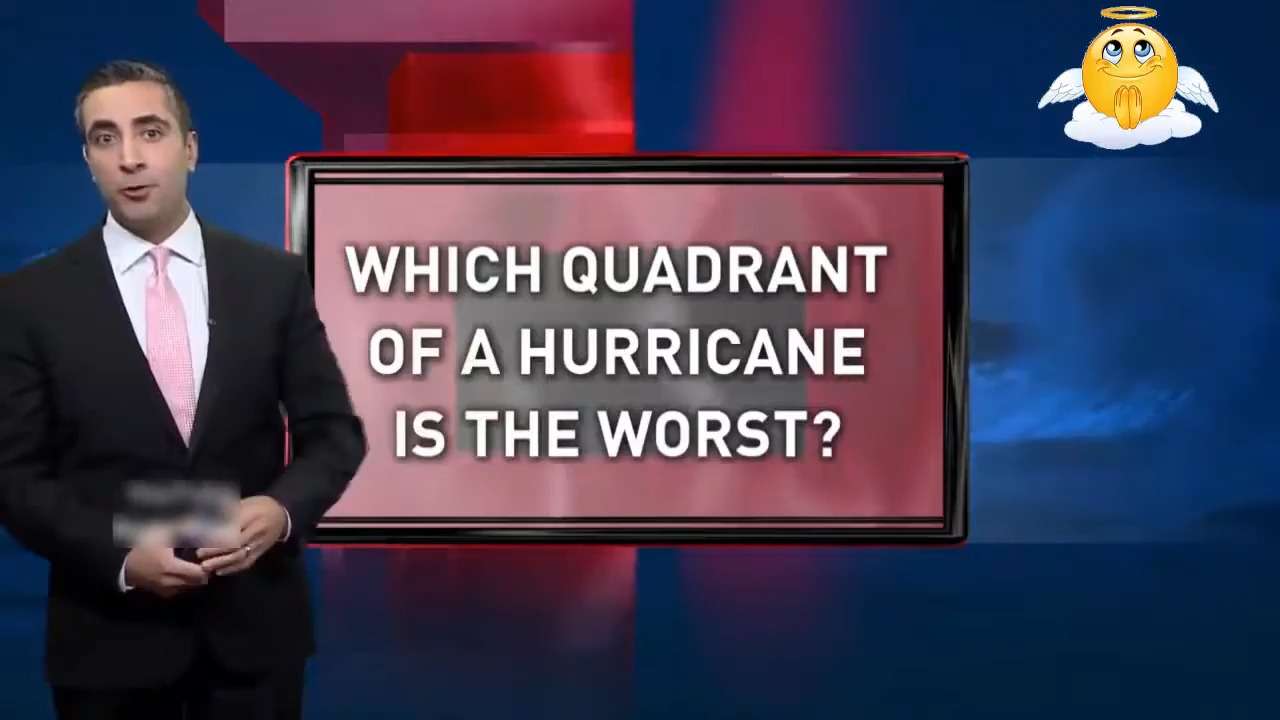 WHICH QUADRANT
OF A HURRICANE
IS THE WORST?